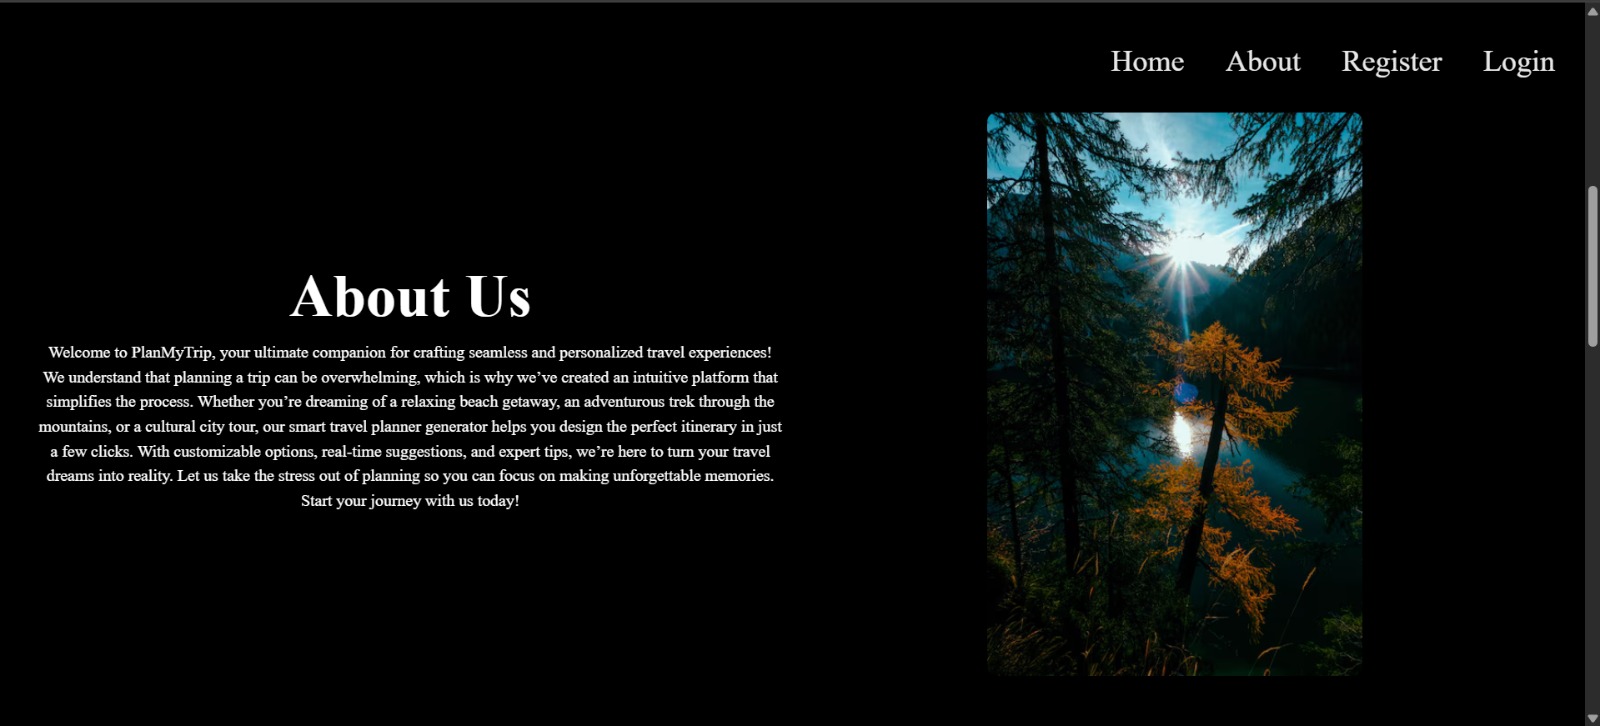 Home About Register Login
About Us
Welcome to PlanMyTrip, your ultimate companion for crafting seamless and personalized travel experiences!
We understand that planning a trip can be overwhelming, which is why we’ve created an intuitive platform that
simplifies the process. Whether you’re dreaming of a relaxing beach getaway, an adventurous trek through the
mountains, or a cultural city tour, our smart travel planner generator helps you design the perfect itinerary in just
a few clicks. With customizable options, real-time suggestions, and expert tips, we’re here to turn your travel
dreams into reality. Let us take the stress out of planning so you can focus on making unforgettable memories.
Start your journey with us today!